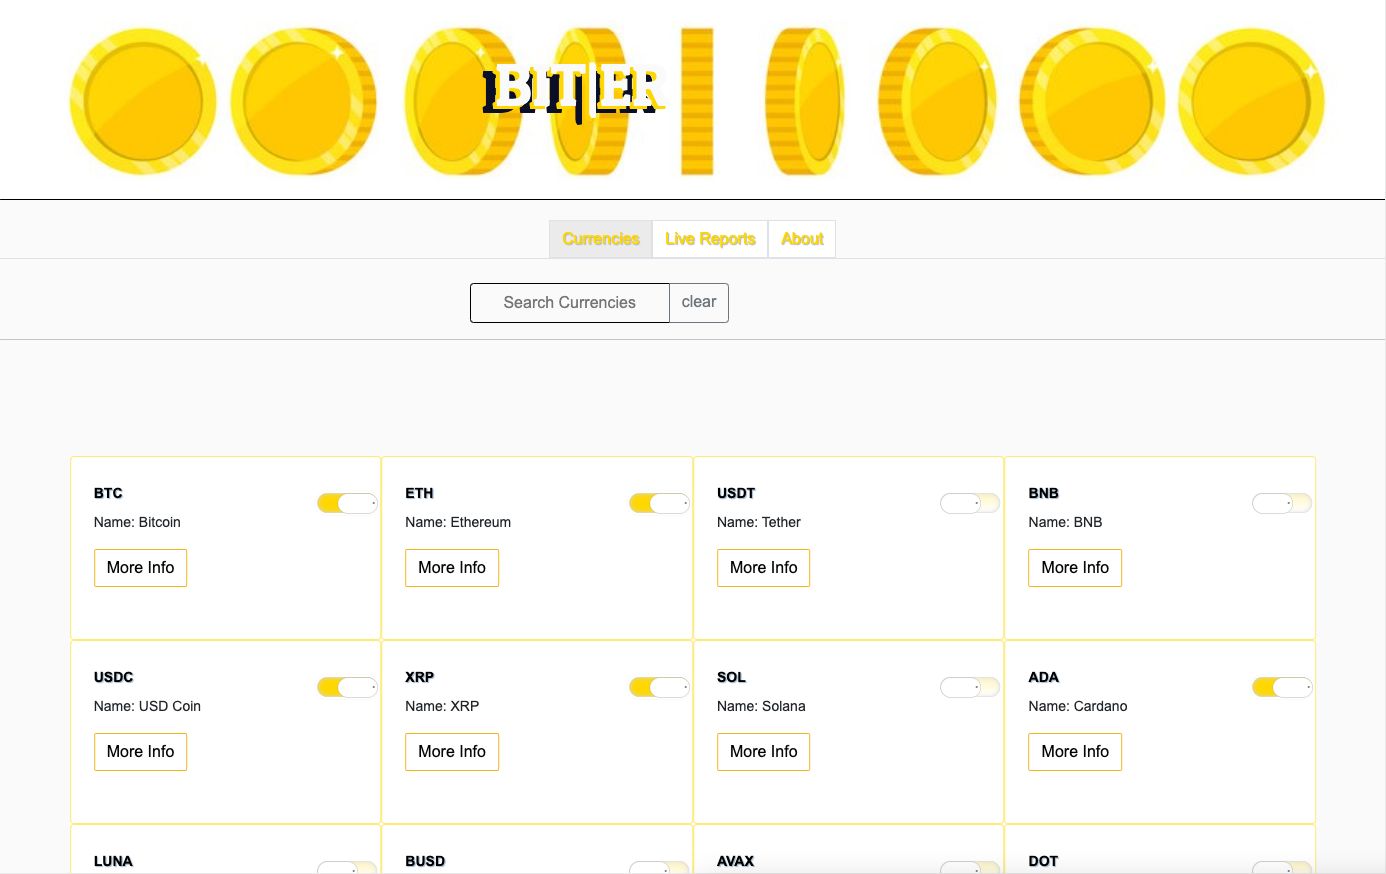 BIT|ER
Currencies Live Reports About
Search Currencies clear
BTC ETH USDT BNB
Name: Bitcoin Name: Ethereum Name: Tether Name: BNB
More Info More Info More Info More Info
USDC XRP SOL ADA
Name: USD Coin Name: XRP Name: Solana Name: Cardano
More Info More Info More Info More Info
LUNA BUSD AVAX DOT